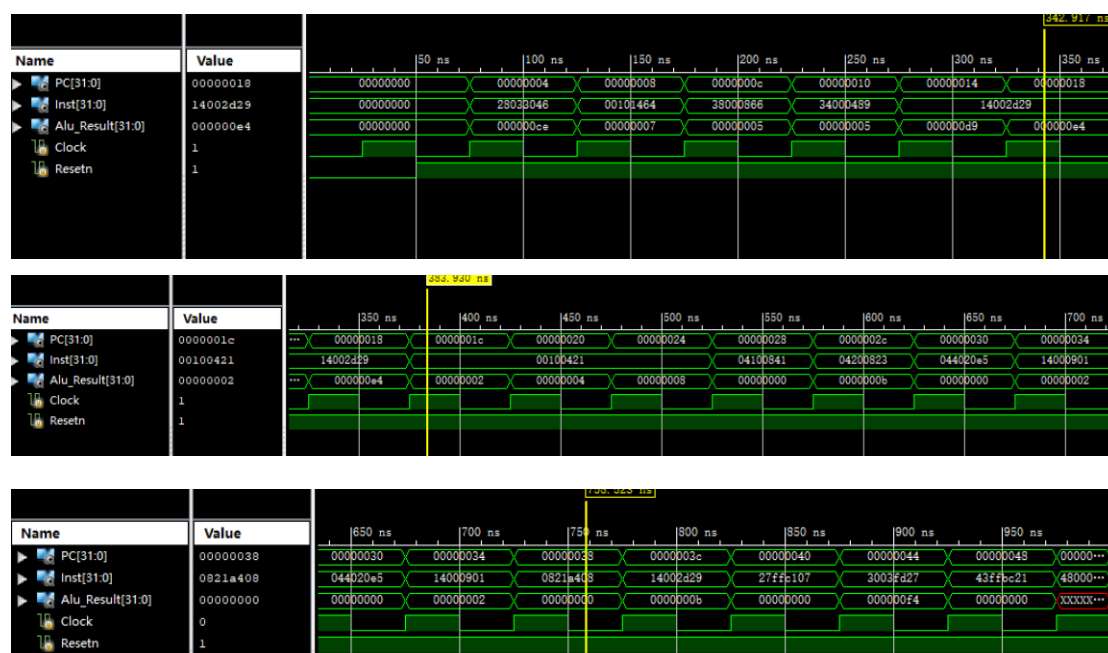 342.917 ns
Name Value |50 ns |100 ns |150 ns |200 ns |250 ns |300 ns |350 ns
PC[31:0] 00000018 00000000 00000004 00000008 0000000c 00000010 00000014 00000018
Inst[31:0] 14002d29 00000000 28033046 00101464 38000866 34000489 14002d29
Alu_Result[31:0] 000000e4 00000000 000000ce 00000007 00000005 00000005 000000d9 000000e4
Clock 1
Resetn 1
383.930 ns
Name Value |350 ns |400 ns |450 ns |500 ns |550 ns |600 ns |650 ns |700 ns
PC[31:0] 0000001c ··· 00000018 0000001c 00000020 00000024 00000028 0000002c 00000030 00000034
Inst[31:0] 00100421 14002d29 00100421 04100841 04200823 044020e5 14000901
Alu_Result[31:0] 00000002 ··· 000000e4 00000002 00000004 00000008 00000000 0000000b 00000000 00000002
Clock 1
Resetn 1
Name Value |650 ns |700 ns |750 ns |800 ns |850 ns |900 ns |950 ns
PC[31:0] 00000038 00000030 00000034 00000038 0000003c 00000040 00000044 00000048 00000···
Inst[31:0] 0821a408 044020e5 14000901 0821a408 14002d29 27ffc107 3003fd27 43ffbc21 48000···
Alu_Result[31:0] 00000000 00000000 00000002 00000000 0000000b 00000000 000000f4 00000000 XXXXX···
Clock 0
Resetn 1